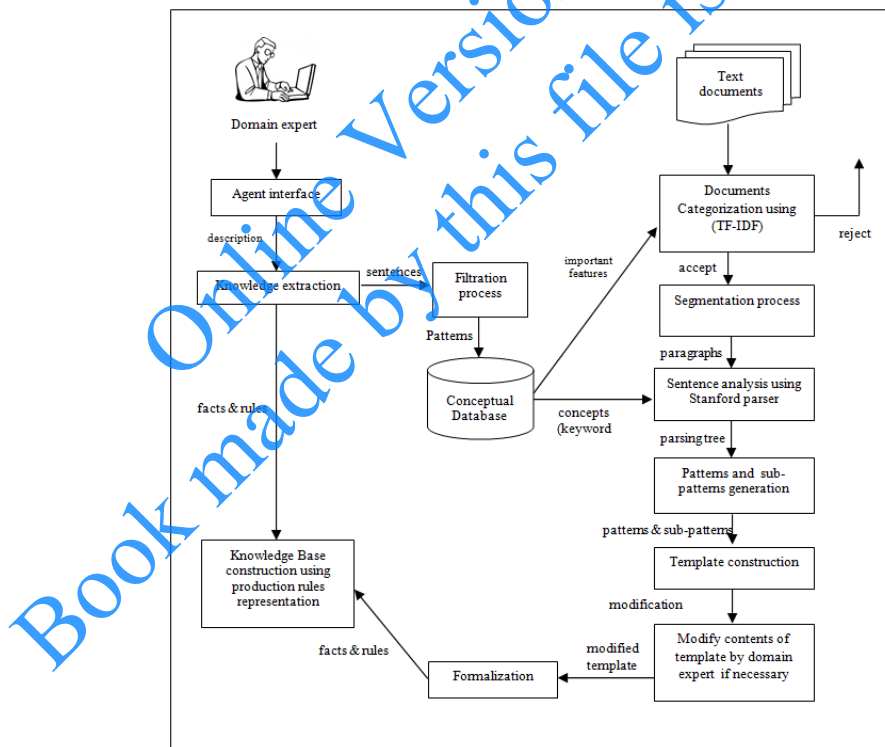 Domain expert
Text
documents
Agent interface
Documents
Categorization using
(TF-IDF)
reject
description
important
features
accept
Knowledge extraction
sentences
Filtration
process
Segmentation process
Patterns
paragraphs
Conceptual
Database
Sentence analysis using
Stanford parser
facts & rules
concepts
(keyword
parsing tree
Patterns and sub-
patterns generation
patterns & sub-patterns
Knowledge Base
construction using
production rules
representation
Template construction
modification
Modify contents of
template by domain
expert if necessary
modified
template
facts & rules
Formalization
Online Versio
Book made by this file is